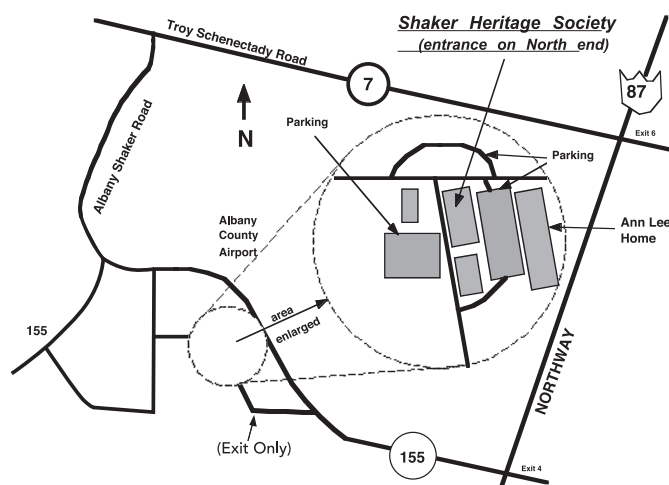 Shaker Heritage Society
(entrance on North end)
Troy Schenectady Road
7
87
Exit 6
N
Parking
Parking
Albany Shaker Road
Albany
County
Airport
Ann Lee
Home
area
enlarged
155
NORTHWAY
(Exit Only)
155
Exit 4